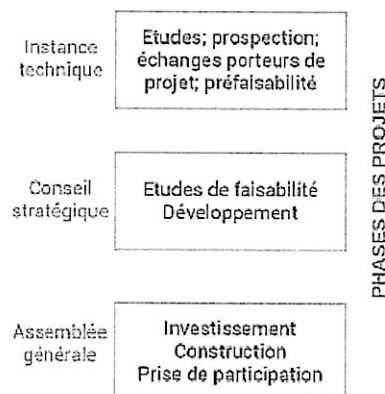 Instance
technique
Etudes; prospection;
échanges porteurs de
projet; préfaisabilité
Conseil
stratégique
Etudes de faisabilité
Développement
Assemblée
générale
Investissement
Construction
Prise de participation
PHASES DES PROJETS